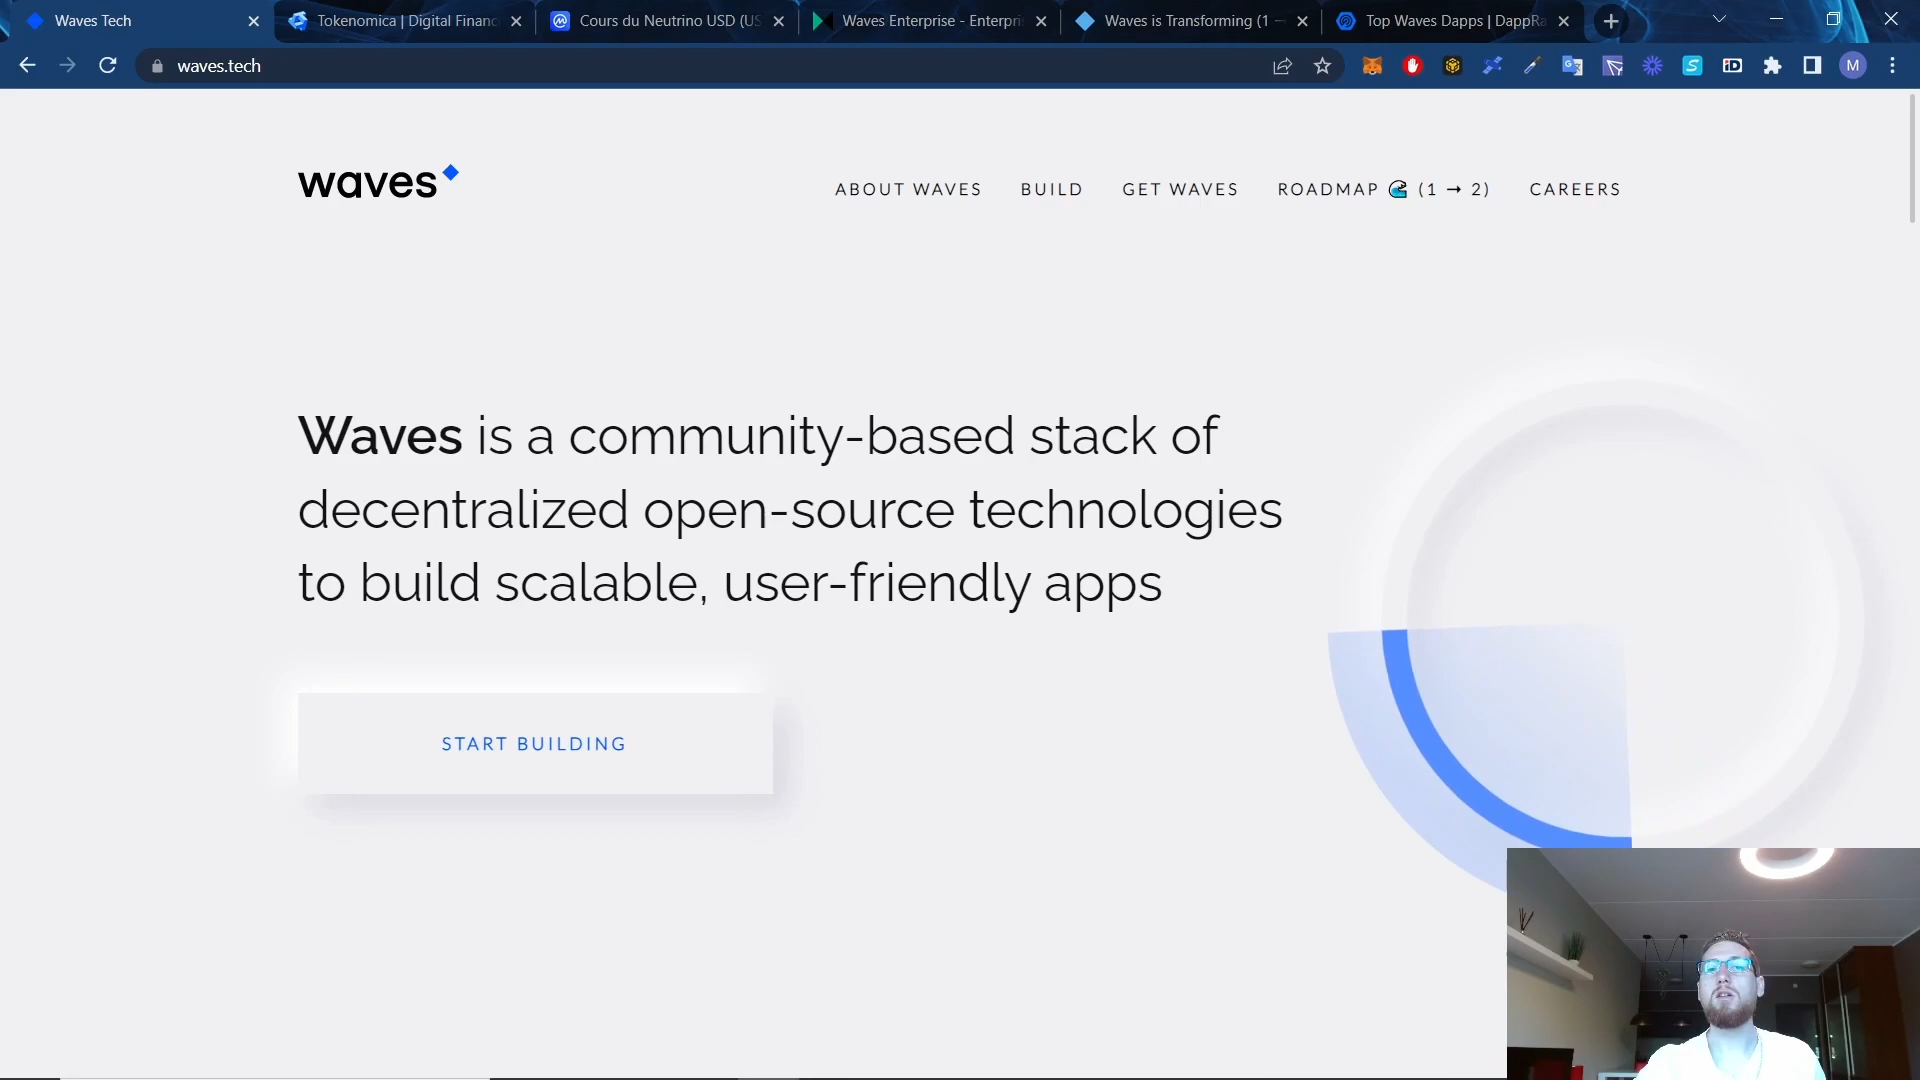 Waves Tech
Tokenomica | Digital Financ
Cours du Neutrino USD (US
Waves Enterprise - Enterpri
Waves is Transforming (1 →
Top Waves Dapps | DappRa
waves.tech
M
waves
ABOUT WAVES
BUILD
GET WAVES
ROADMAP 🌊 (1 → 2)
CAREERS
Waves is a community-based stack of
decentralized open-source technologies
to build scalable, user-friendly apps
START BUILDING